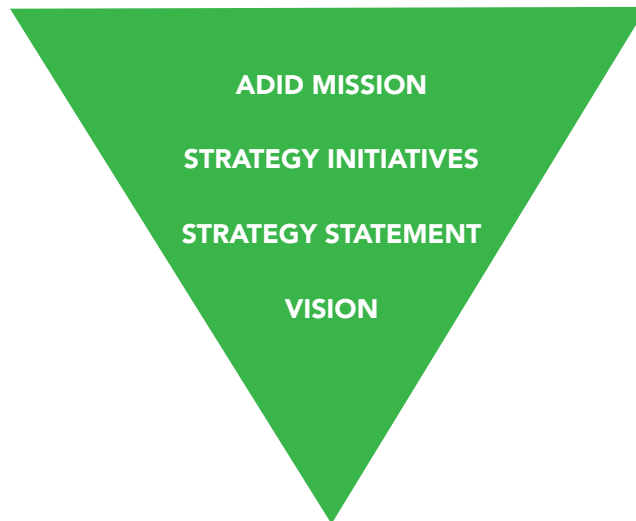 ADID MISSION
STRATEGY INITIATIVES
STRATEGY STATEMENT
VISION